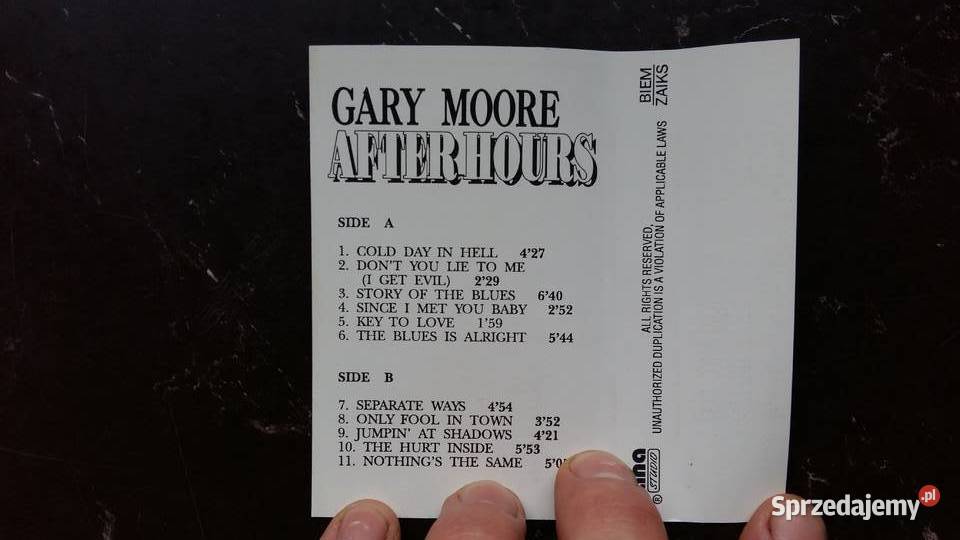 GARY MOORE
AFTER HOURS
SIDE A
1. COLD DAY IN HELL 4'27
2. DON'T YOU LIE TO ME
(I GET EVIL) 2'29
3. STORY OF THE BLUES 6'40
4. SINCE I MET YOU BABY 2'52
5. KEY TO LOVE 1'59
6. THE BLUES IS ALRIGHT 5'44
SIDE B
7. SEPARATE WAYS 4'54
8. ONLY FOOL IN TOWN 3'52
9. JUMPIN' AT SHADOWS 4'21
10. THE HURT INSIDE 5'53
11. NOTHING'S THE SAME
BIEM
ZAIKS
ALL RIGHTS RESERVED,
UNAUTHORIZED DUPLICATION IS A VIOLATION OF APPLICABLE LAWS
® STUDIO
Sprzedajemy.pl